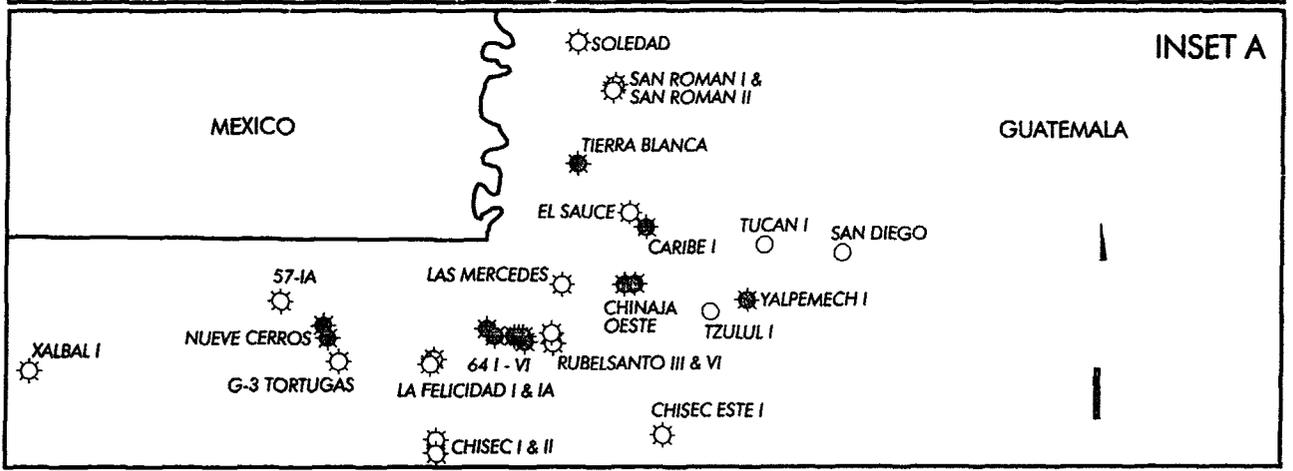 INSET A
SOLEDAD
SAN ROMAN I &
SAN ROMAN II
MEXICO
GUATEMALA
TIERRA BLANCA
EL SAUCE
CARIBE I
TUCAN I
SAN DIEGO
57-IA
LAS MERCEDES
CHINAJA
OESTE
YALPEMECH I
TZULUL I
NUEVE CERROS
XALBAL I
G-3 TORTUGAS
64 I - VI
RUBELSANTO III & VI
LA FELICIDAD I & IA
CHISEC ESTE I
CHISEC I & II